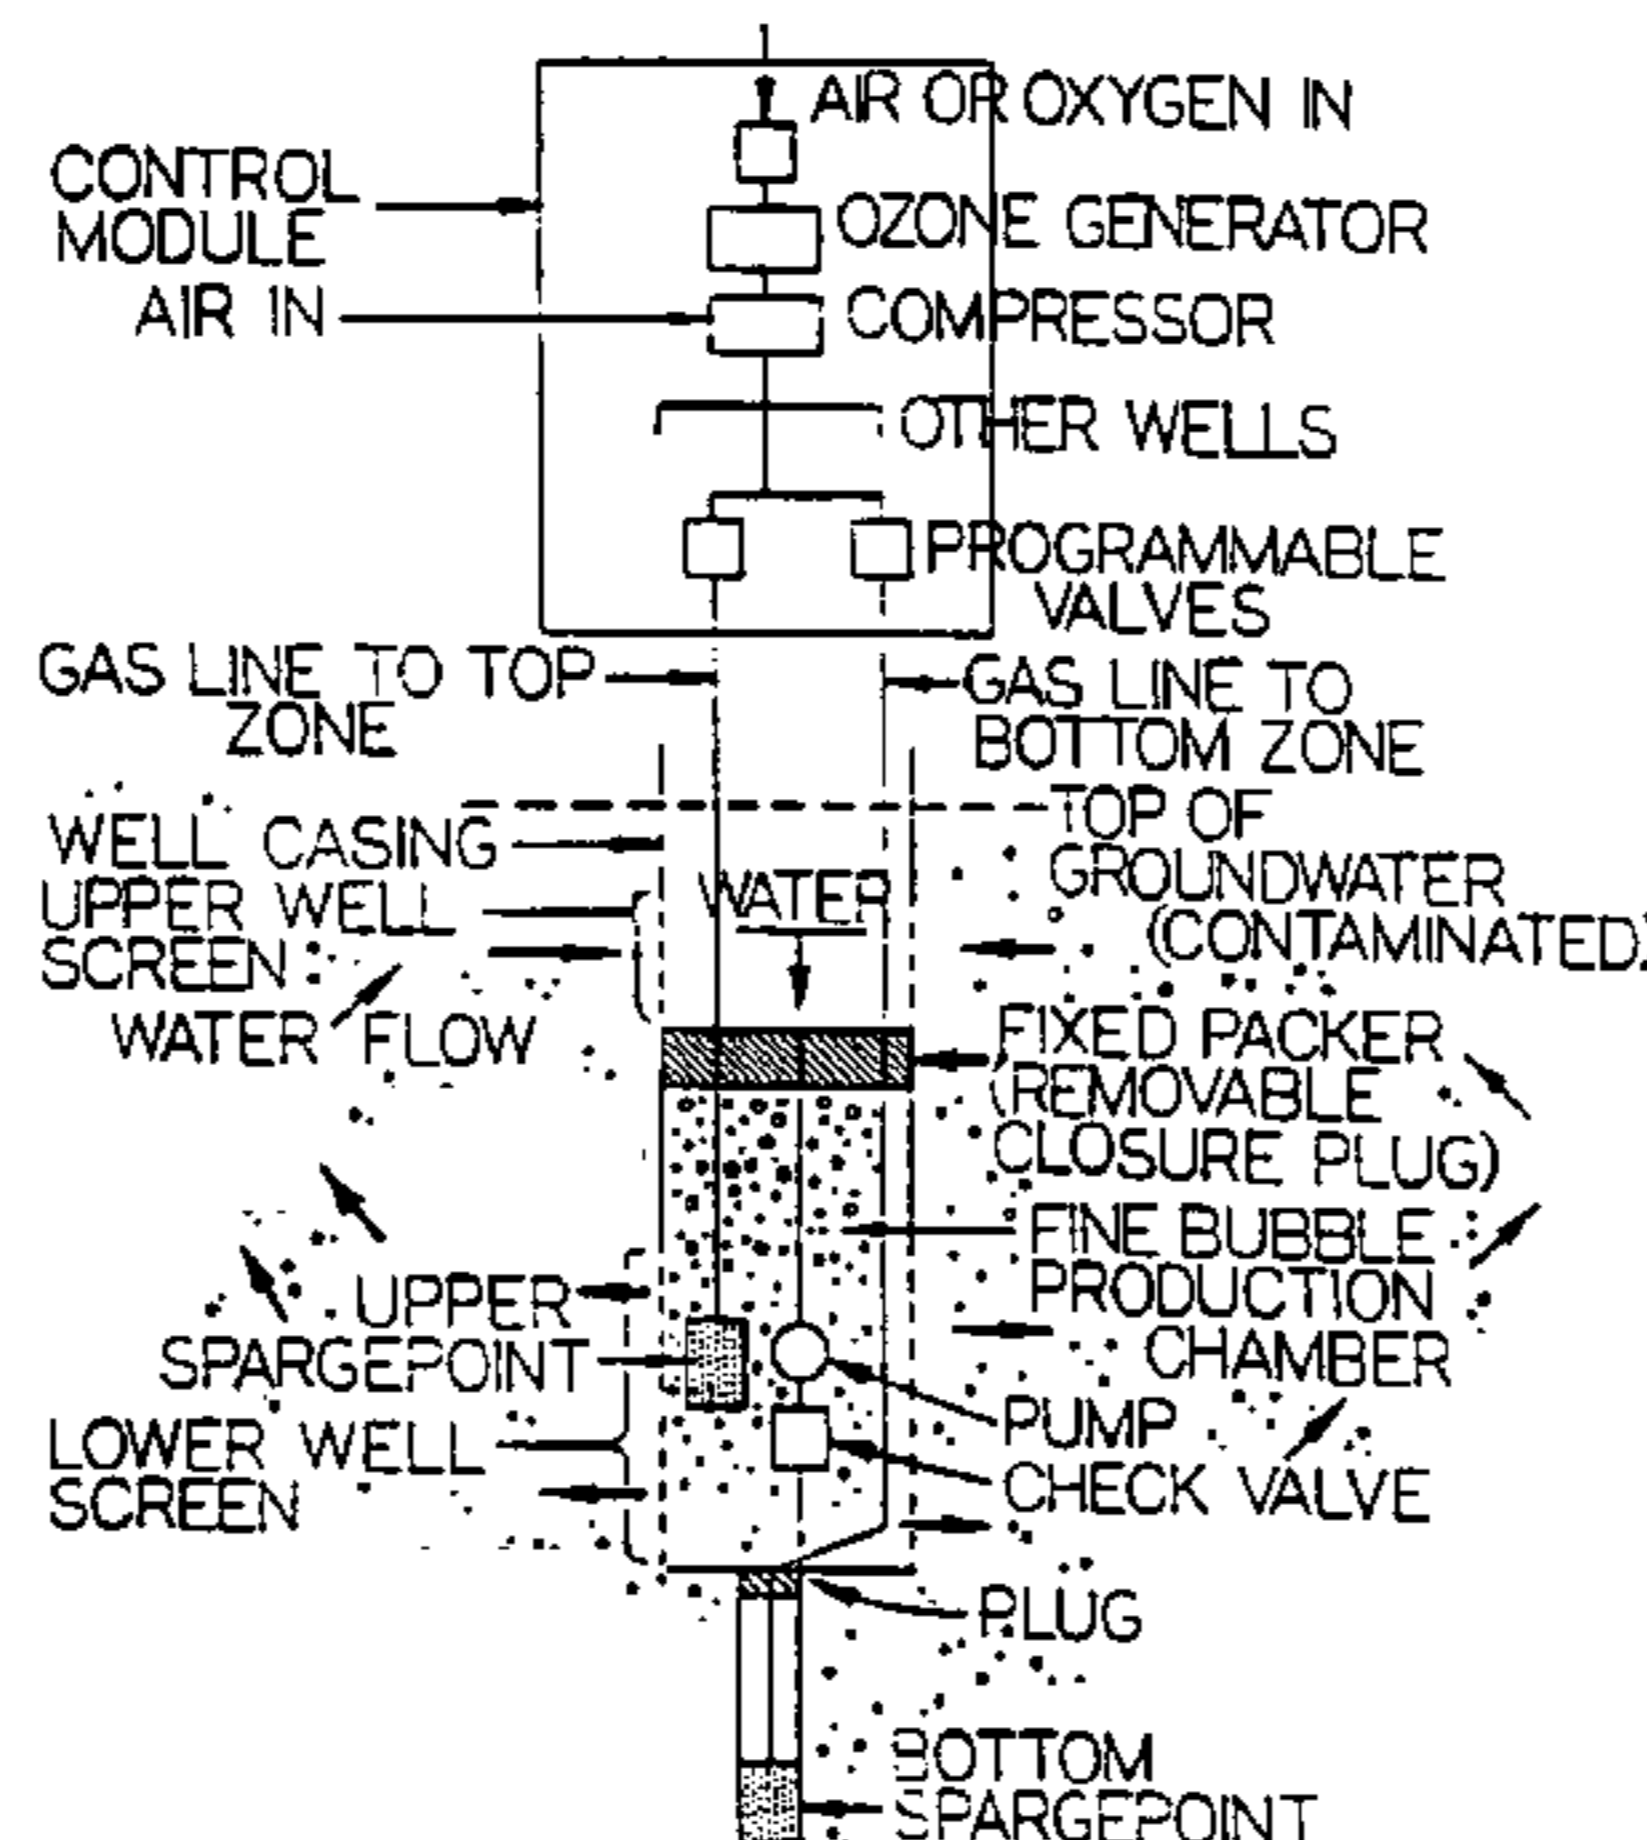 AIR OR OXYGEN IN
CONTROL
MODULE
OZONE GENERATOR
AIR IN
COMPRESSOR
OTHER WELLS
PROGRAMMABLE
VALVES
GAS LINE TO TOP
ZONE
GAS LINE TO
BOTTOM ZONE
WELL CASING
TOP OF
GROUNDWATER
(CONTAMINATED)
UPPER WELL
SCREEN
WATER
WATER FLOW
FIXED PACKER
(REMOVABLE
CLOSURE PLUG)
FINE BUBBLE
PRODUCTION
CHAMBER
UPPER
SPARGEPOINT
PUMP
LOWER WELL
SCREEN
CHECK VALVE
PLUG
BOTTOM
SPARGEPOINT